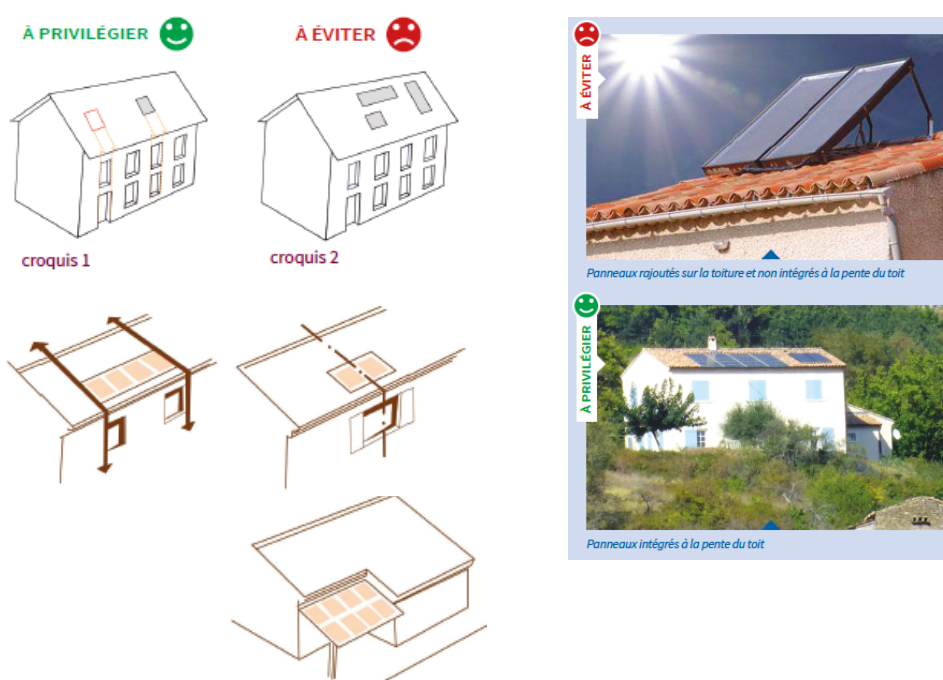 À PRIVILÉGIER
À ÉVITER
croquis 1
croquis 2
À ÉVITER
Panneaux rajoutés sur la toiture et non intégrés à la pente du toit
À PRIVILÉGIER
Panneaux intégrés à la pente du toit